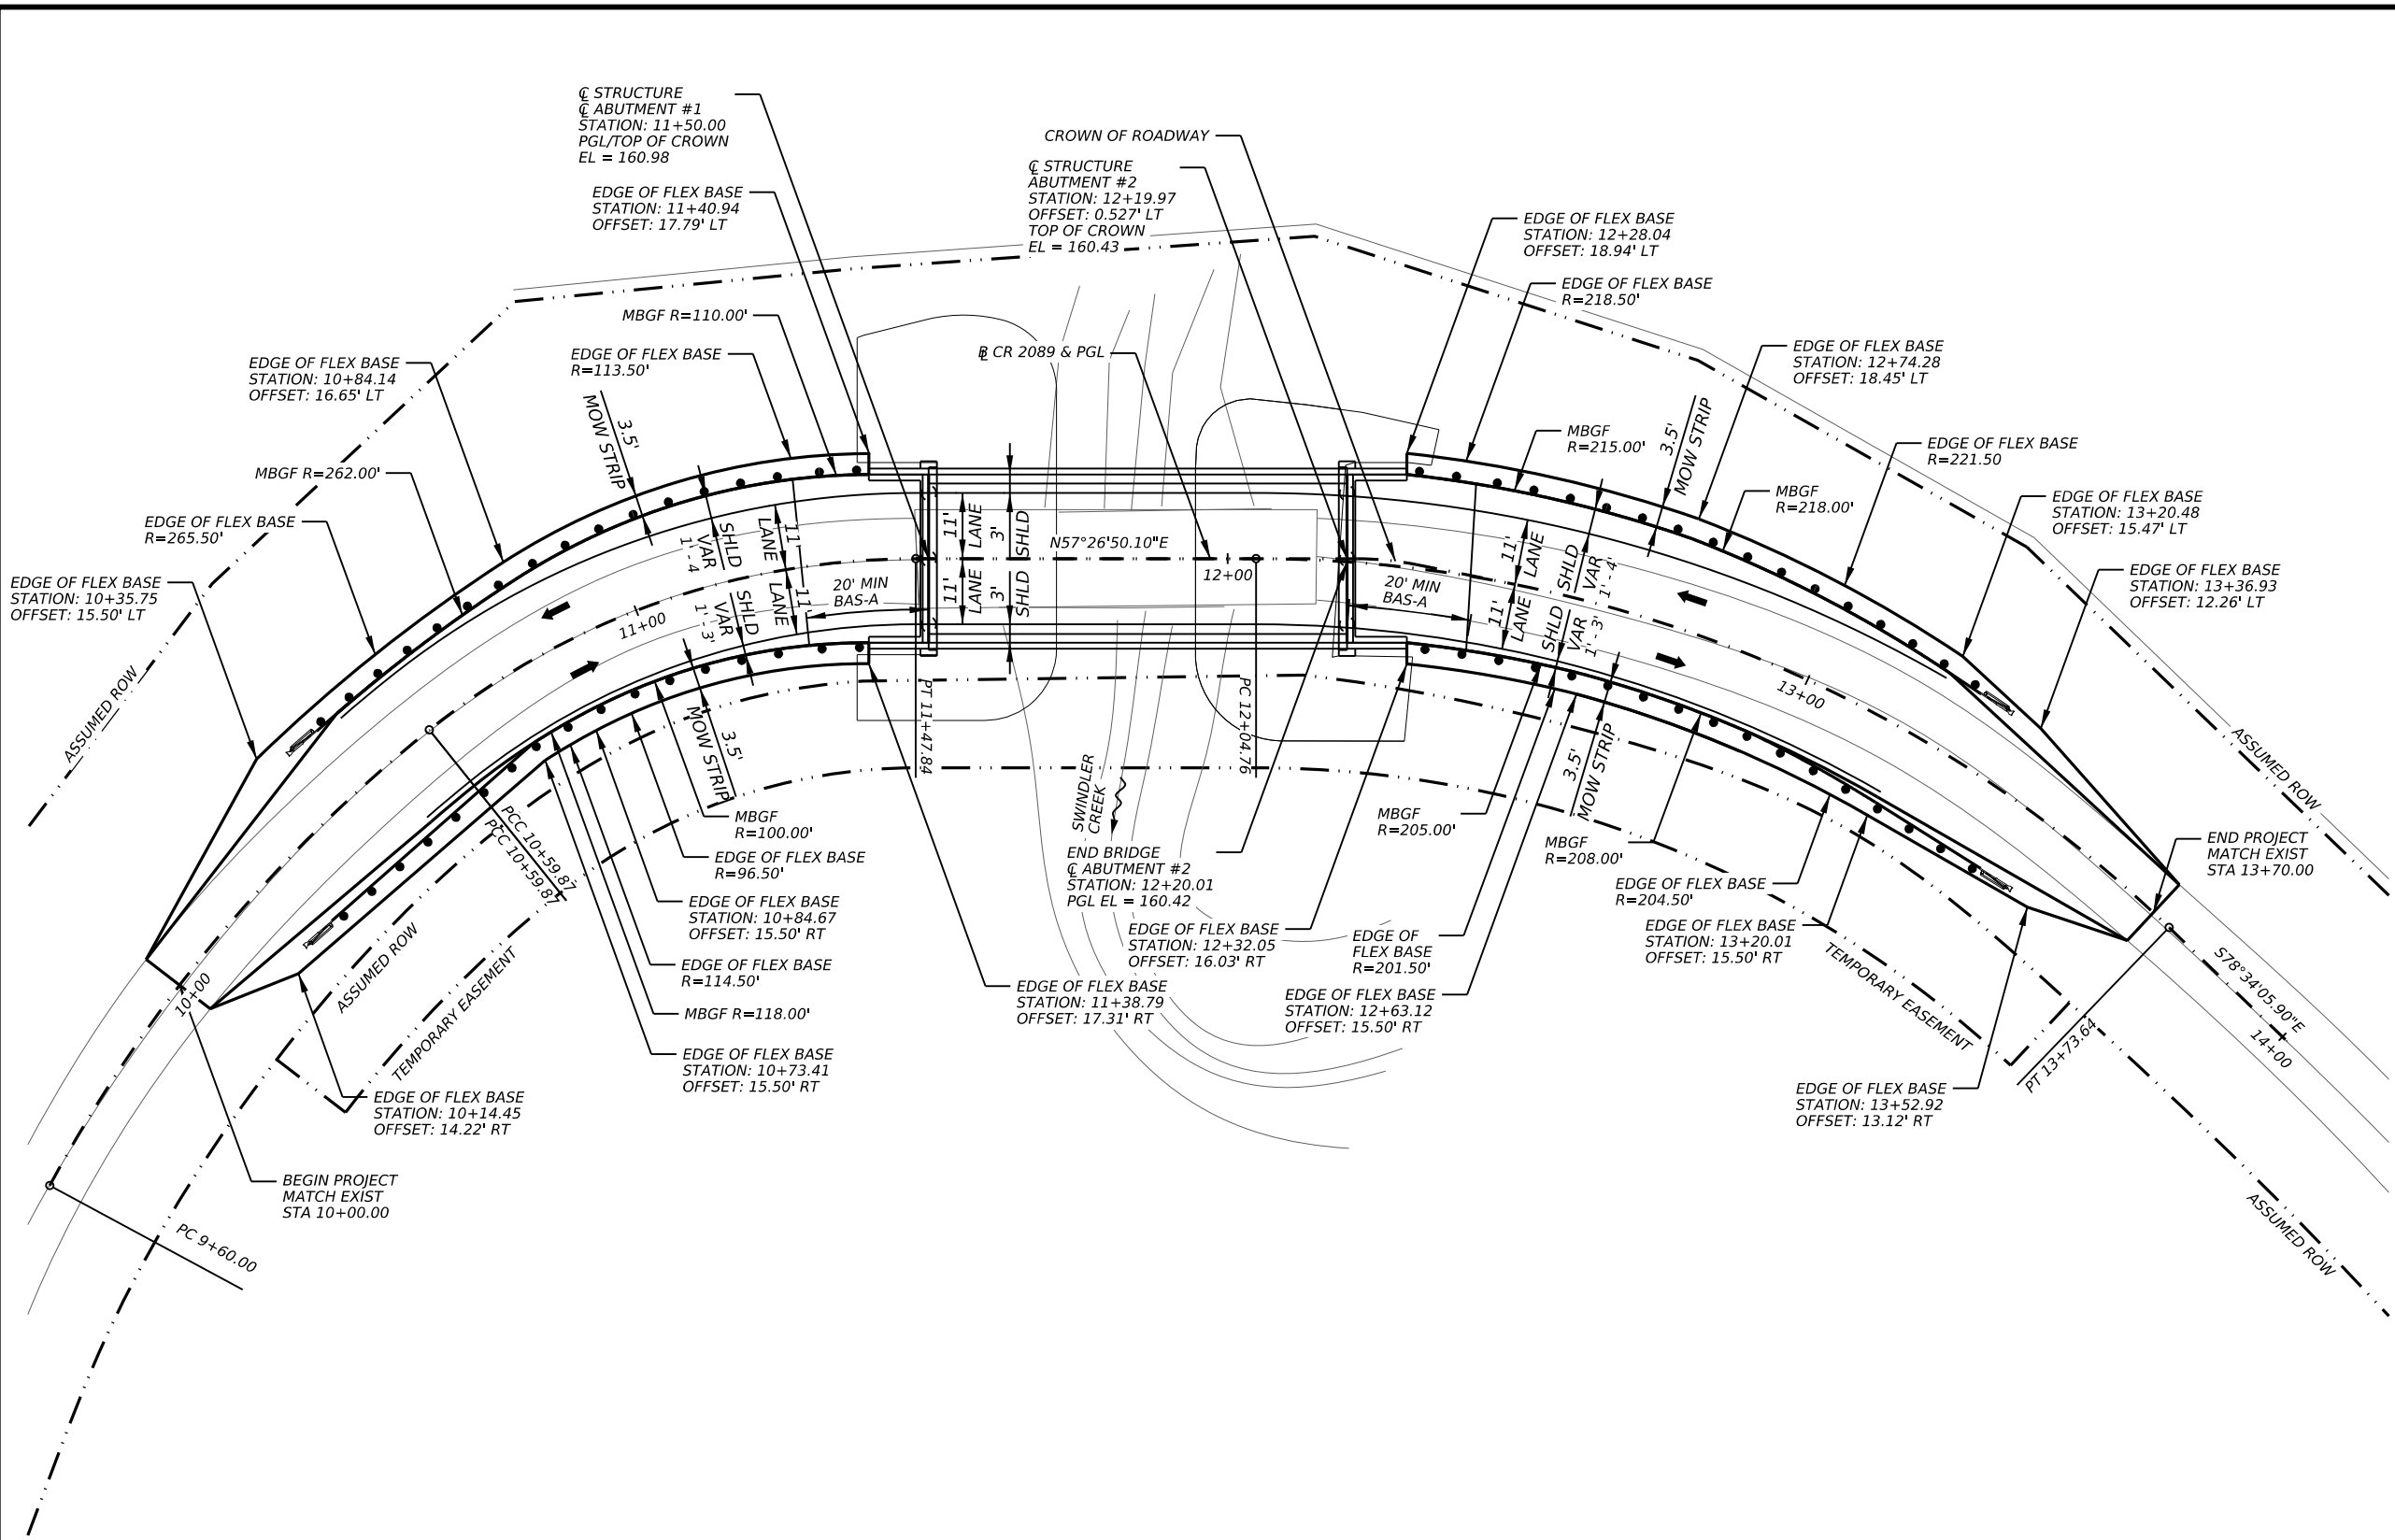 ℄ STRUCTURE
℄ ABUTMENT #1
STATION: 11+50.00
PGL/TOP OF CROWN
EL = 160.98
EDGE OF FLEX BASE
STATION: 11+40.94
OFFSET: 17.79' LT
CROWN OF ROADWAY
℄ STRUCTURE
ABUTMENT #2
STATION: 12+19.97
OFFSET: 0.527' LT
TOP OF CROWN
EL = 160.43
EDGE OF FLEX BASE
STATION: 12+28.04
OFFSET: 18.94' LT
EDGE OF FLEX BASE
R=218.50'
MBGF R=110.00'
EDGE OF FLEX BASE
R=113.50'
EDGE OF FLEX BASE
STATION: 10+84.14
OFFSET: 16.65' LT
MBGF R=262.00'
EDGE OF FLEX BASE
R=265.50'
EDGE OF FLEX BASE
STATION: 10+35.75
OFFSET: 15.50' LT
ASSUMED ROW
3.5'
MOW STRIP
CR 2089 & PGL
EDGE OF FLEX BASE
STATION: 12+74.28
OFFSET: 18.45' LT
MBGF
R=215.00'
3.5'
MOW STRIP
EDGE OF FLEX BASE
R=221.50
MBGF
R=218.00'
EDGE OF FLEX BASE
STATION: 13+20.48
OFFSET: 15.47' LT
EDGE OF FLEX BASE
STATION: 13+36.93
OFFSET: 12.26' LT
ASSUMED ROW
SHLD
VAR
1' - 4
LANE
11'
LANE
11'
SHLD
VAR
1' - 3'
20' MIN
BAS-A
11'
LANE
3'
SHLD
11'
LANE
3'
SHLD
N57°26'50.10"E
12+00
20' MIN
BAS-A
11'
LANE
11'
LANE
SHLD
VAR
1' - 4'
SHLD
VAR
1' - 3'
11+00
13+00
PT 11+47.84
PC 12+04.76
PCC 10+59.87
PCC 10+59.87
3.5'
MOW STRIP
3.5'
MOW STRIP
SWINDLER
CREEK
MBGF
R=100.00'
EDGE OF FLEX BASE
R=96.50'
EDGE OF FLEX BASE
STATION: 10+84.67
OFFSET: 15.50' RT
EDGE OF FLEX BASE
R=114.50'
MBGF R=118.00'
EDGE OF FLEX BASE
STATION: 10+73.41
OFFSET: 15.50' RT
EDGE OF FLEX BASE
STATION: 11+38.79
OFFSET: 17.31' RT
END BRIDGE
℄ ABUTMENT #2
STATION: 12+20.01
PGL EL = 160.42
EDGE OF FLEX BASE
STATION: 12+32.05
OFFSET: 16.03' RT
MBGF
R=205.00'
EDGE OF
FLEX BASE
R=201.50'
EDGE OF FLEX BASE
STATION: 12+63.12
OFFSET: 15.50' RT
MBGF
R=208.00'
EDGE OF FLEX BASE
R=204.50'
EDGE OF FLEX BASE
STATION: 13+20.01
OFFSET: 15.50' RT
END PROJECT
MATCH EXIST
STA 13+70.00
EDGE OF FLEX BASE
STATION: 13+52.92
OFFSET: 13.12' RT
TEMPORARY EASEMENT
PT 13+73.64
S78°34'05.90"E
14+00
ASSUMED ROW
10+00
ASSUMED ROW
TEMPORARY EASEMENT
EDGE OF FLEX BASE
STATION: 10+14.45
OFFSET: 14.22' RT
BEGIN PROJECT
MATCH EXIST
STA 10+00.00
PC 9+60.00